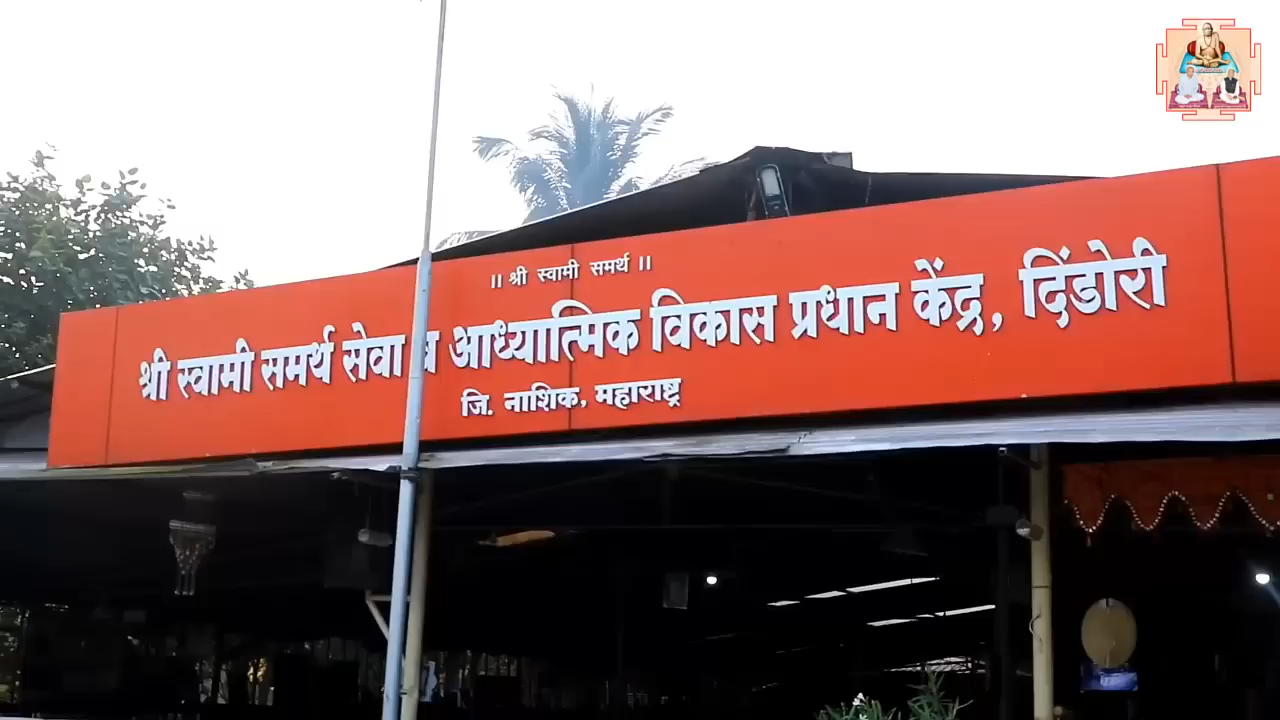 ।। श्री स्वामी समर्थ ।।
श्री स्वामी समर्थ सेवा व आध्यात्मिक विकास प्रधान केंद्र, दिंडोरी
जि. नाशिक, महाराष्ट्र